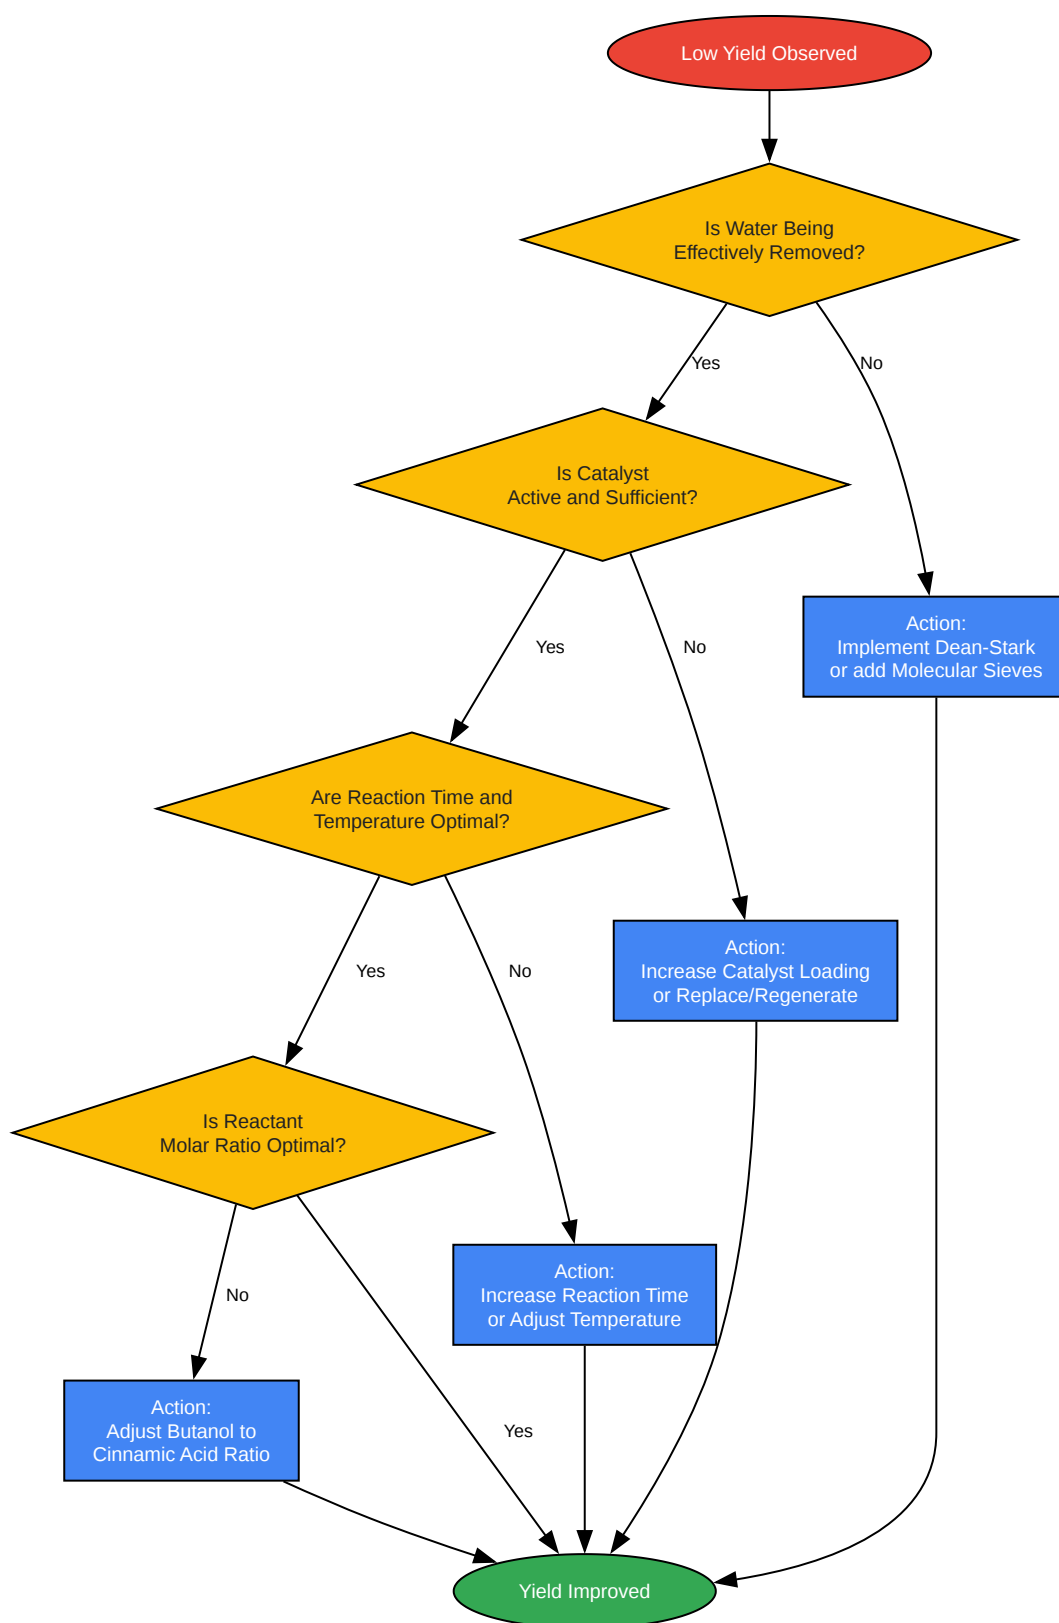 Low Yield Observed
Is Water Being
Effectively Removed?
Yes
No
Is Catalyst
Active and Sufficient?
Action:
Implement Dean-Stark
or add Molecular Sieves
Yes
No
Are Reaction Time and
Temperature Optimal?
Action:
Increase Catalyst Loading
or Replace/Regenerate
Yes
No
Is Reactant
Molar Ratio Optimal?
Action:
Increase Reaction Time
or Adjust Temperature
No
Action:
Adjust Butanol to
Cinnamic Acid Ratio
Yes
Yield Improved